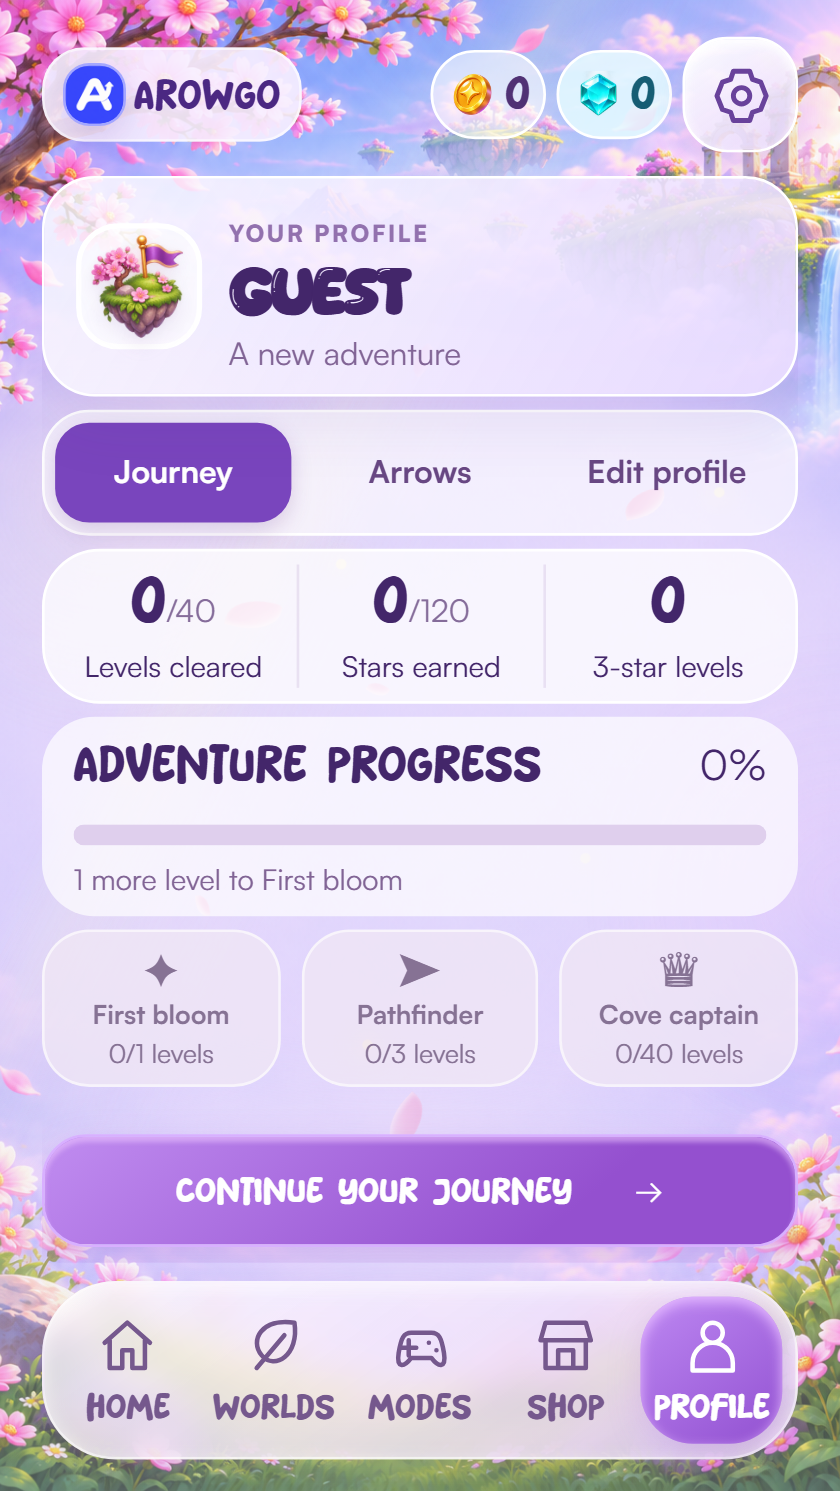 AROWGO
0
0
YOUR PROFILE
GUEST
A new adventure
Journey
Arrows
Edit profile
0/40
Levels cleared
0/120
Stars earned
0
3-star levels
ADVENTURE PROGRESS
0%
1 more level to First bloom
First bloom
0/1 levels
Pathfinder
0/3 levels
Cove captain
0/40 levels
CONTINUE YOUR JOURNEY →
HOME
WORLDS
MODES
SHOP
PROFILE